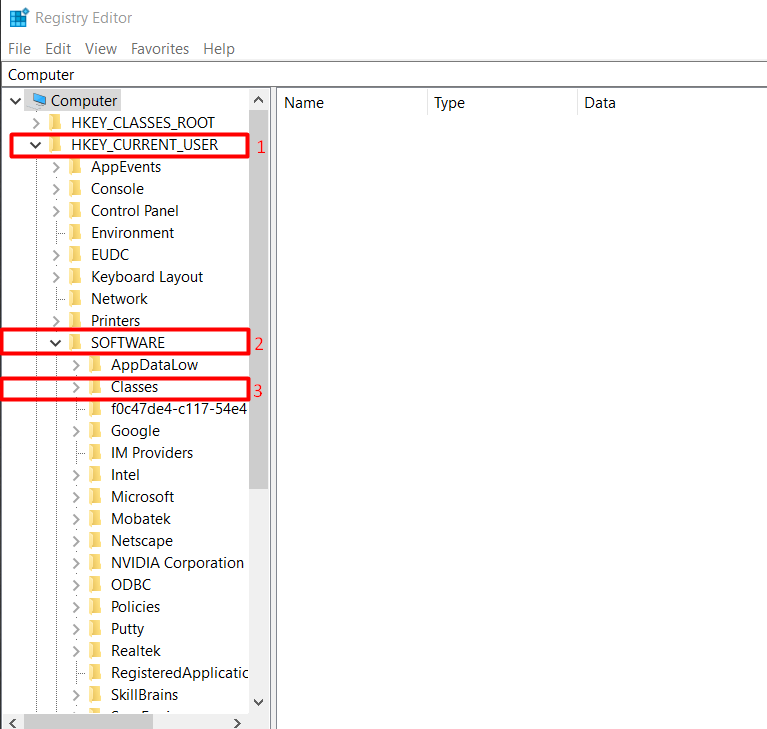 Registry Editor
File Edit View Favorites Help
Computer
Computer
Name Type Data
HKEY_CLASSES_ROOT
HKEY_CURRENT_USER 1
AppEvents
Console
Control Panel
Environment
EUDC
Keyboard Layout
Network
Printers
SOFTWARE 2
AppDataLow
Classes 3
f0c47de4-c117-54e4
Google
IM Providers
Intel
Microsoft
Mobatek
Netscape
NVIDIA Corporation
ODBC
Policies
Putty
Realtek
RegisteredApplicatic
SkillBrains